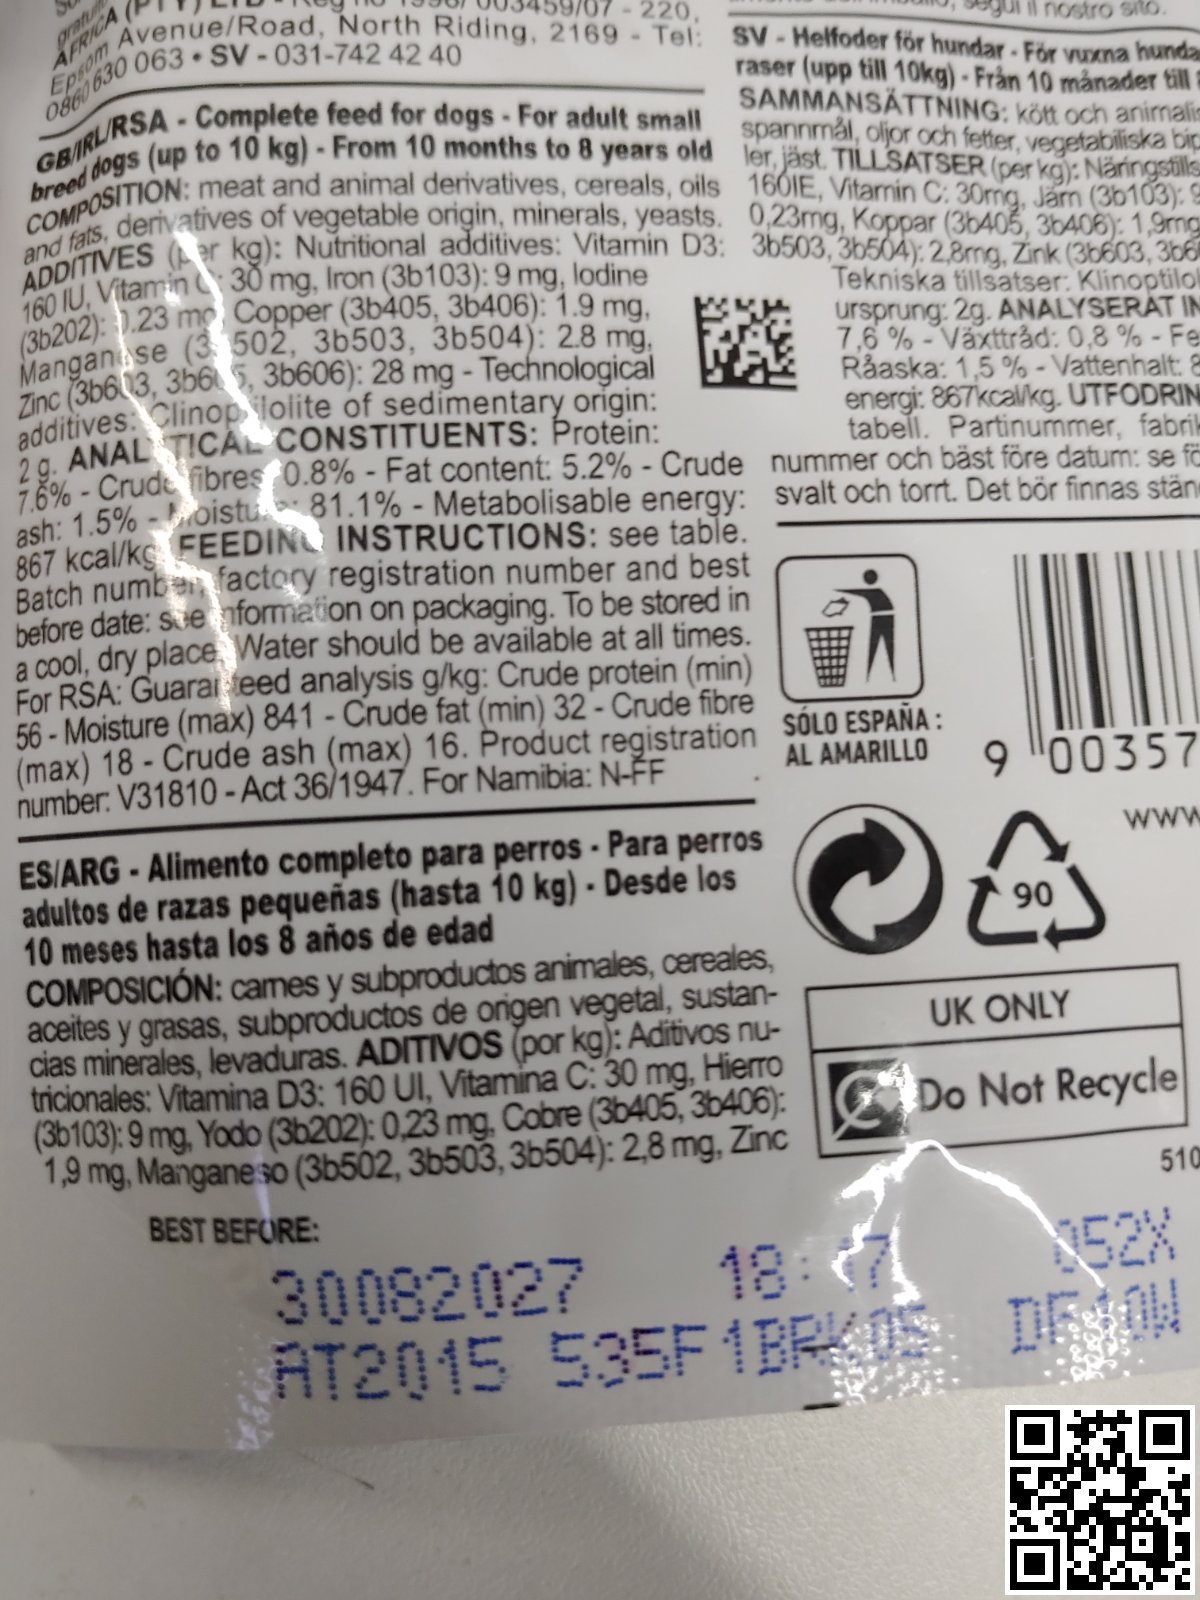 AFRICA (PTY) LTD - Reg no 1996/003459/07 - 220,
Epsom Avenue/Road, North Riding, 2169 - Tel:
0860 630 063 • SV - 031-742 42 40
GB/IRL/RSA - Complete feed for dogs - For adult small
breed dogs (up to 10 kg) - From 10 months to 8 years old
COMPOSITION: meat and animal derivatives, cereals, oils
and fats, derivatives of vegetable origin, minerals, yeasts.
ADDITIVES (per kg): Nutritional additives: Vitamin D3:
160 IU, Vitamin C: 30 mg, Iron (3b103): 9 mg, Iodine
(3b202): 0.23 mg, Copper (3b405, 3b406): 1.9 mg,
Manganese (3b502, 3b503, 3b504): 2.8 mg,
Zinc (3b603, 3b605, 3b606): 28 mg - Technological
additives: Clinoptilolite of sedimentary origin:
2 g. ANALYTICAL CONSTITUENTS: Protein:
7.6% - Crude fibres: 0.8% - Fat content: 5.2% - Crude
ash: 1.5% - Moisture: 81.1% - Metabolisable energy:
867 kcal/kg. FEEDING INSTRUCTIONS: see table.
Batch number, factory registration number and best
before date: see information on packaging. To be stored in
a cool, dry place. Water should be available at all times.
For RSA: Guaranteed analysis g/kg: Crude protein (min)
56 - Moisture (max) 841 - Crude fat (min) 32 - Crude fibre
(max) 18 - Crude ash (max) 16. Product registration
number: V31810 - Act 36/1947. For Namibia: N-FF
ES/ARG - Alimento completo para perros - Para perros
adultos de razas pequeñas (hasta 10 kg) - Desde los
10 meses hasta los 8 años de edad
COMPOSICIÓN: carnes y subproductos animales, cereales,
aceites y grasas, subproductos de origen vegetal, sustan-
cias minerales, levaduras. ADITIVOS (por kg): Aditivos nu-
tricionales: Vitamina D3: 160 UI, Vitamina C: 30 mg, Hierro
(3b103): 9 mg, Yodo (3b202): 0,23 mg, Cobre (3b405, 3b406):
1,9 mg, Manganeso (3b502, 3b503, 3b504): 2,8 mg, Zinc
segui il nostro sito.
SV - Helfoder för hundar - För vuxna hunda
raser (upp till 10kg) - Från 10 månader till
SAMMANSÄTTNING: kött och animalis
spannmål, oljor och fetter, vegetabiliska bip
ler, jäst. TILLSATSER (per kg): Näringstills
160IE, Vitamin C: 30mg, Järn (3b103): 9
0,23mg, Koppar (3b405, 3b406): 1,9mg
3b503, 3b504): 2,8mg, Zink (3b603, 3b6
Tekniska tillsatser: Klinoptilo
ursprung: 2g. ANALYSERAT IN
7,6 % - Växttråd: 0,8 % - Fe
Råaska: 1,5 % - Vattenhalt: 8
energi: 867kcal/kg. UTFODRIN
tabell. Partinummer, fabrik
nummer och bäst före datum: se fö
svalt och torrt. Det bör finnas stän
SÓLO ESPAÑA :
AL AMARILLO
9 00357
www
90
UK ONLY
Do Not Recycle
510
BEST BEFORE:
30082027 18:17 052X
AT2015 535F1BRK05